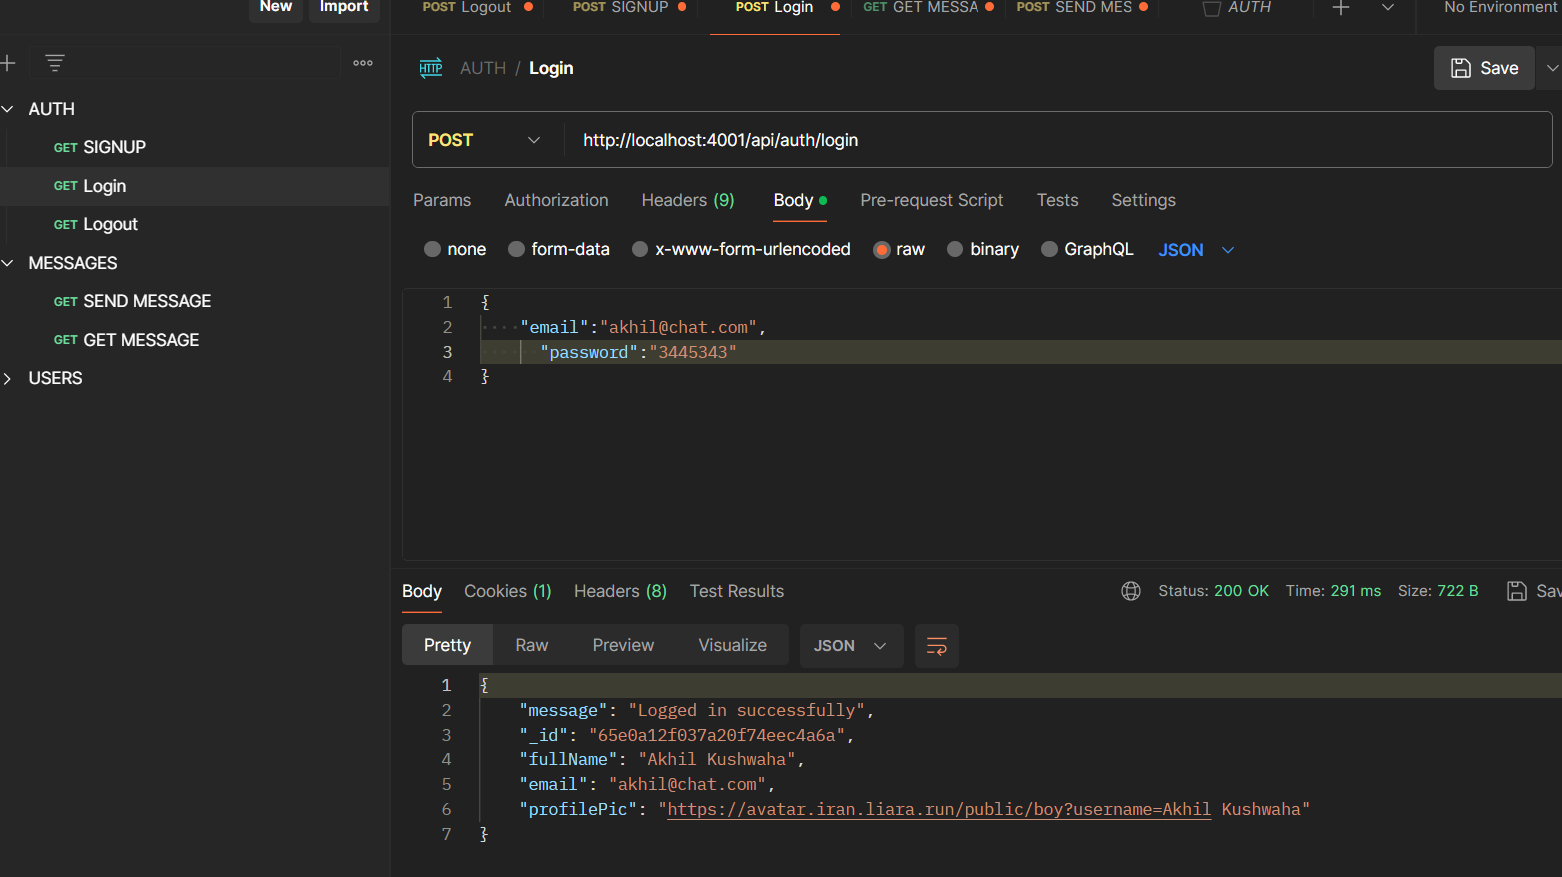 New Import
POST Logout POST SIGNUP POST Login GET GET MESSA POST SEND MES AUTH No Environment
AUTH / Login
Save
AUTH
GET SIGNUP
GET Login
GET Logout
MESSAGES
GET SEND MESSAGE
GET GET MESSAGE
USERS
POST http://localhost:4001/api/auth/login
Params Authorization Headers (9) Body Pre-request Script Tests Settings
none form-data x-www-form-urlencoded raw binary GraphQL JSON
1 {
2 "email":"akhil@chat.com",
3 "password":"3445343"
4 }
Body Cookies (1) Headers (8) Test Results Status: 200 OK Time: 291 ms Size: 722 B Sav
Pretty Raw Preview Visualize JSON
1 {
2 "message": "Logged in successfully",
3 "_id": "65e0a12f037a20f74eec4a6a",
4 "fullName": "Akhil Kushwaha",
5 "email": "akhil@chat.com",
6 "profilePic": "https://avatar.iran.liara.run/public/boy?username=Akhil Kushwaha"
7 }